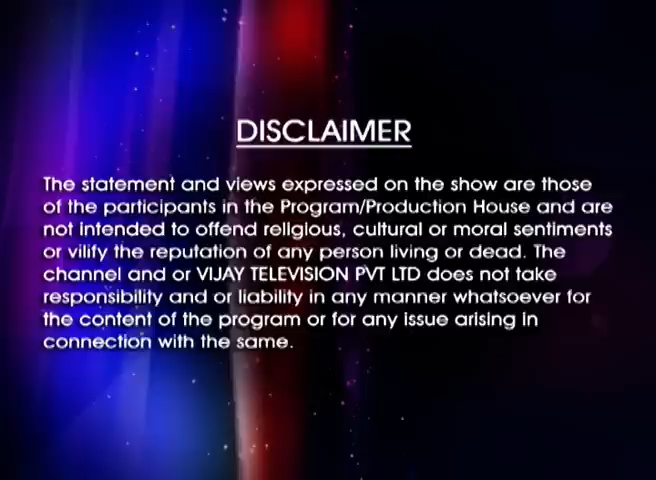 DISCLAIMER
The statement and views expressed on the show are those
of the participants in the Program/Production House and are
not intended to offend religious, cultural or moral sentiments
or vilify the reputation of any person living or dead. The
channel and or VIJAY TELEVISION PVT LTD does not take
responsibility and or liability in any manner whatsoever for
the content of the program or for any issue arising in
connection with the same.